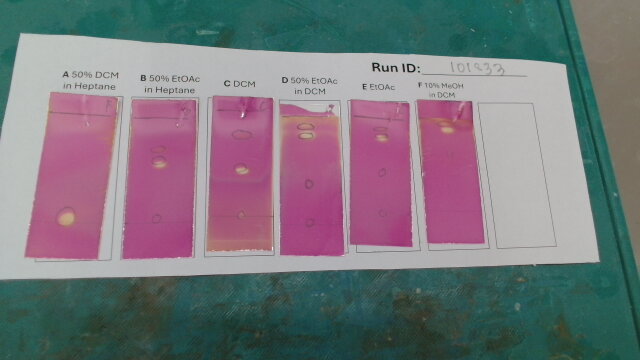 Run ID: 101833
A 50% DCM
in Heptane
B 50% EtOAc
in Heptane
C DCM
D 50% EtOAc
in DCM
E EtOAc
F 10% MeOH
in DCM